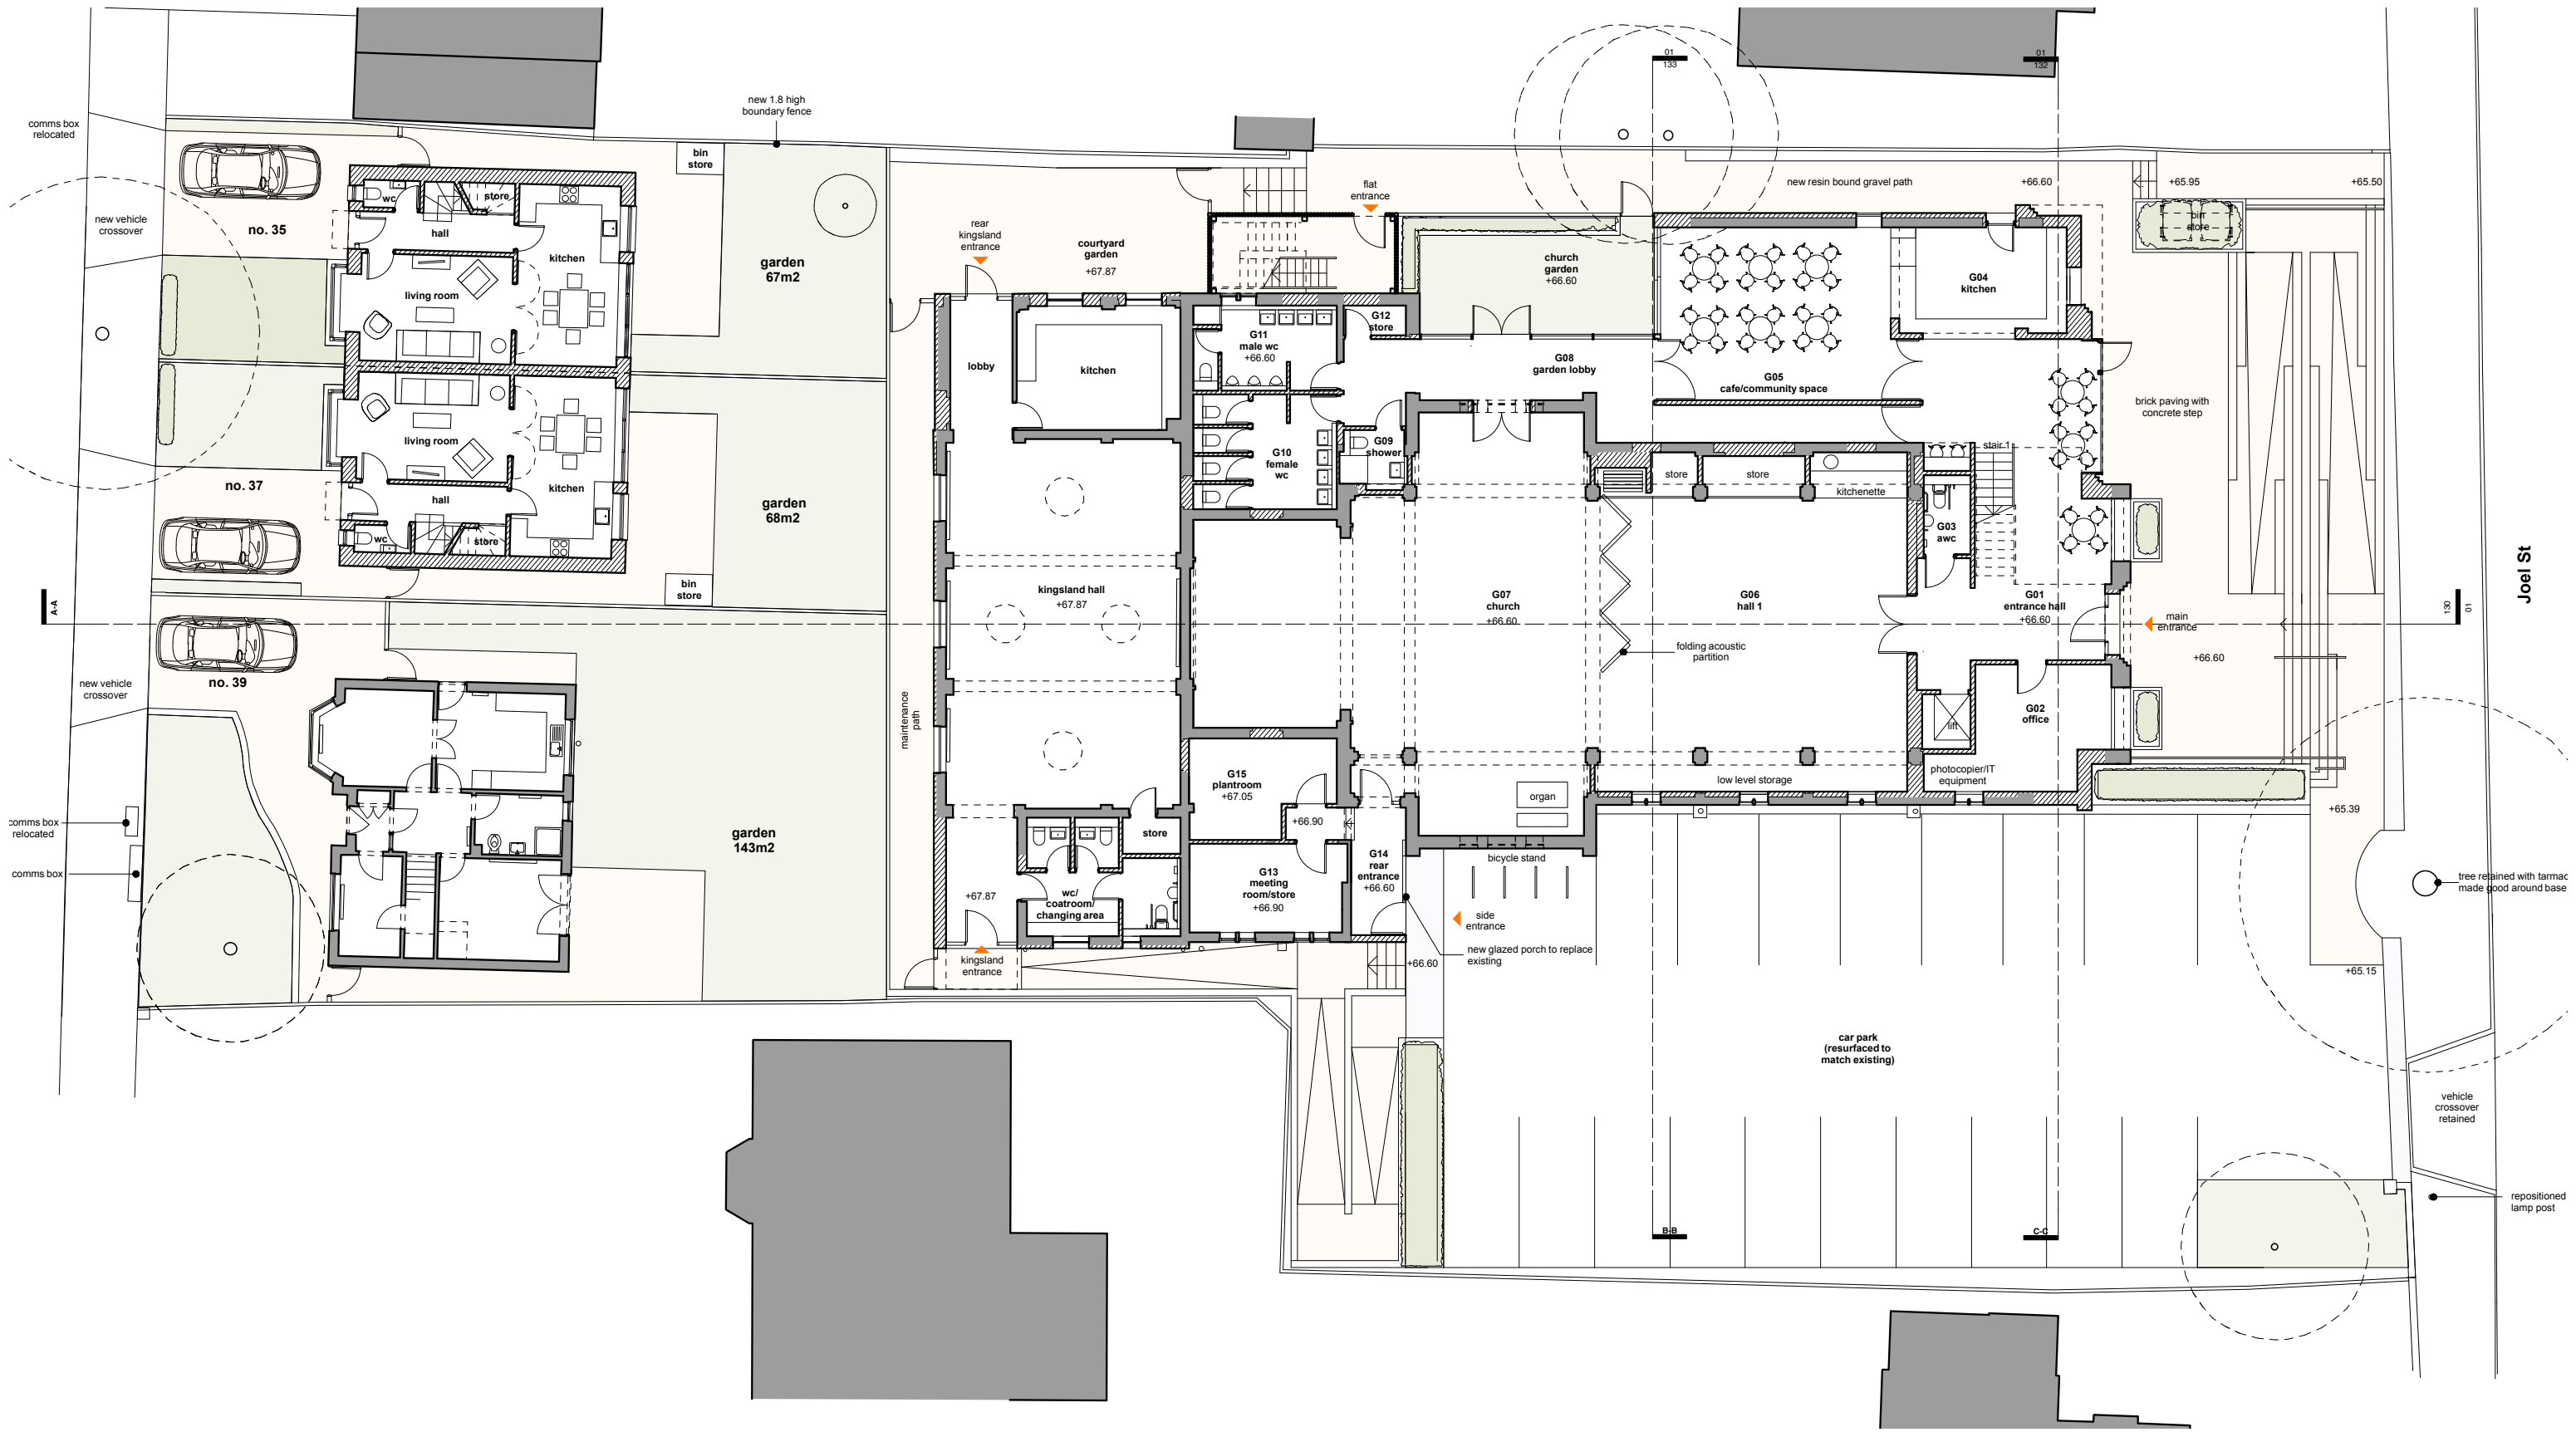 01
133
01
132
new 1.8 high
boundary fence
comms box
relocated
bin
store
flat
entrance
new resin bound gravel path
+66.60
+65.95
+65.50
wc
store
new vehicle
crossover
no. 35
hall
rear
kingsland
entrance
courtyard
garden
+67.87
bin
store
kitchen
garden
67m2
church
garden
+66.60
G04
kitchen
living room
G12
store
G11
male wc
+66.60
lobby
kitchen
G08
garden lobby
G05
cafe/community space
brick paving with
concrete step
living room
G09
shower
stair 1
G10
female
wc
store
store
kitchenette
no. 37
kitchen
hall
garden
68m2
G03
awc
wc
store
bin
store
Joel St
A-A
kingsland hall
+67.87
G07
church
+66.60
G06
hall 1
G01
entrance hall
+66.60
130
01
main
entrance
folding acoustic
partition
+66.60
no. 39
new vehicle
crossover
maintenance
path
G02
office
lift
G15
plantroom
+67.05
low level storage
photocopier/IT
equipment
organ
+65.39
comms box
relocated
+66.90
store
garden
143m2
bicycle stand
G14
rear
entrance
+66.60
comms box
G13
meeting
room/store
+66.90
wc/
coatroom/
changing area
+67.87
tree retained with tarmac
made good around base
side
entrance
kingsland
entrance
new glazed porch to replace
existing
+66.60
+65.15
car park
(resurfaced to
match existing)
vehicle
crossover
retained
repositioned
lamp post
B-B
C-C